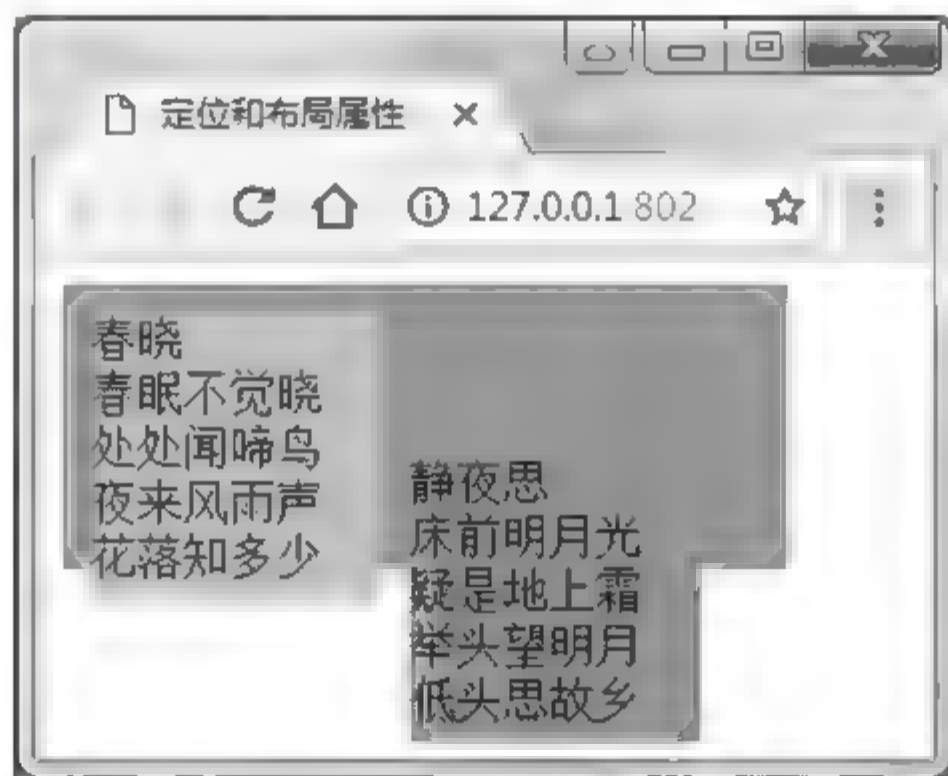 定位和布局属性
127.0.0.1 802
春晓
春眠不觉晓
处处闻啼鸟
夜来风雨声
花落知多少
静夜思
床前明月光
疑是地上霜
举头望明月
低头思故乡